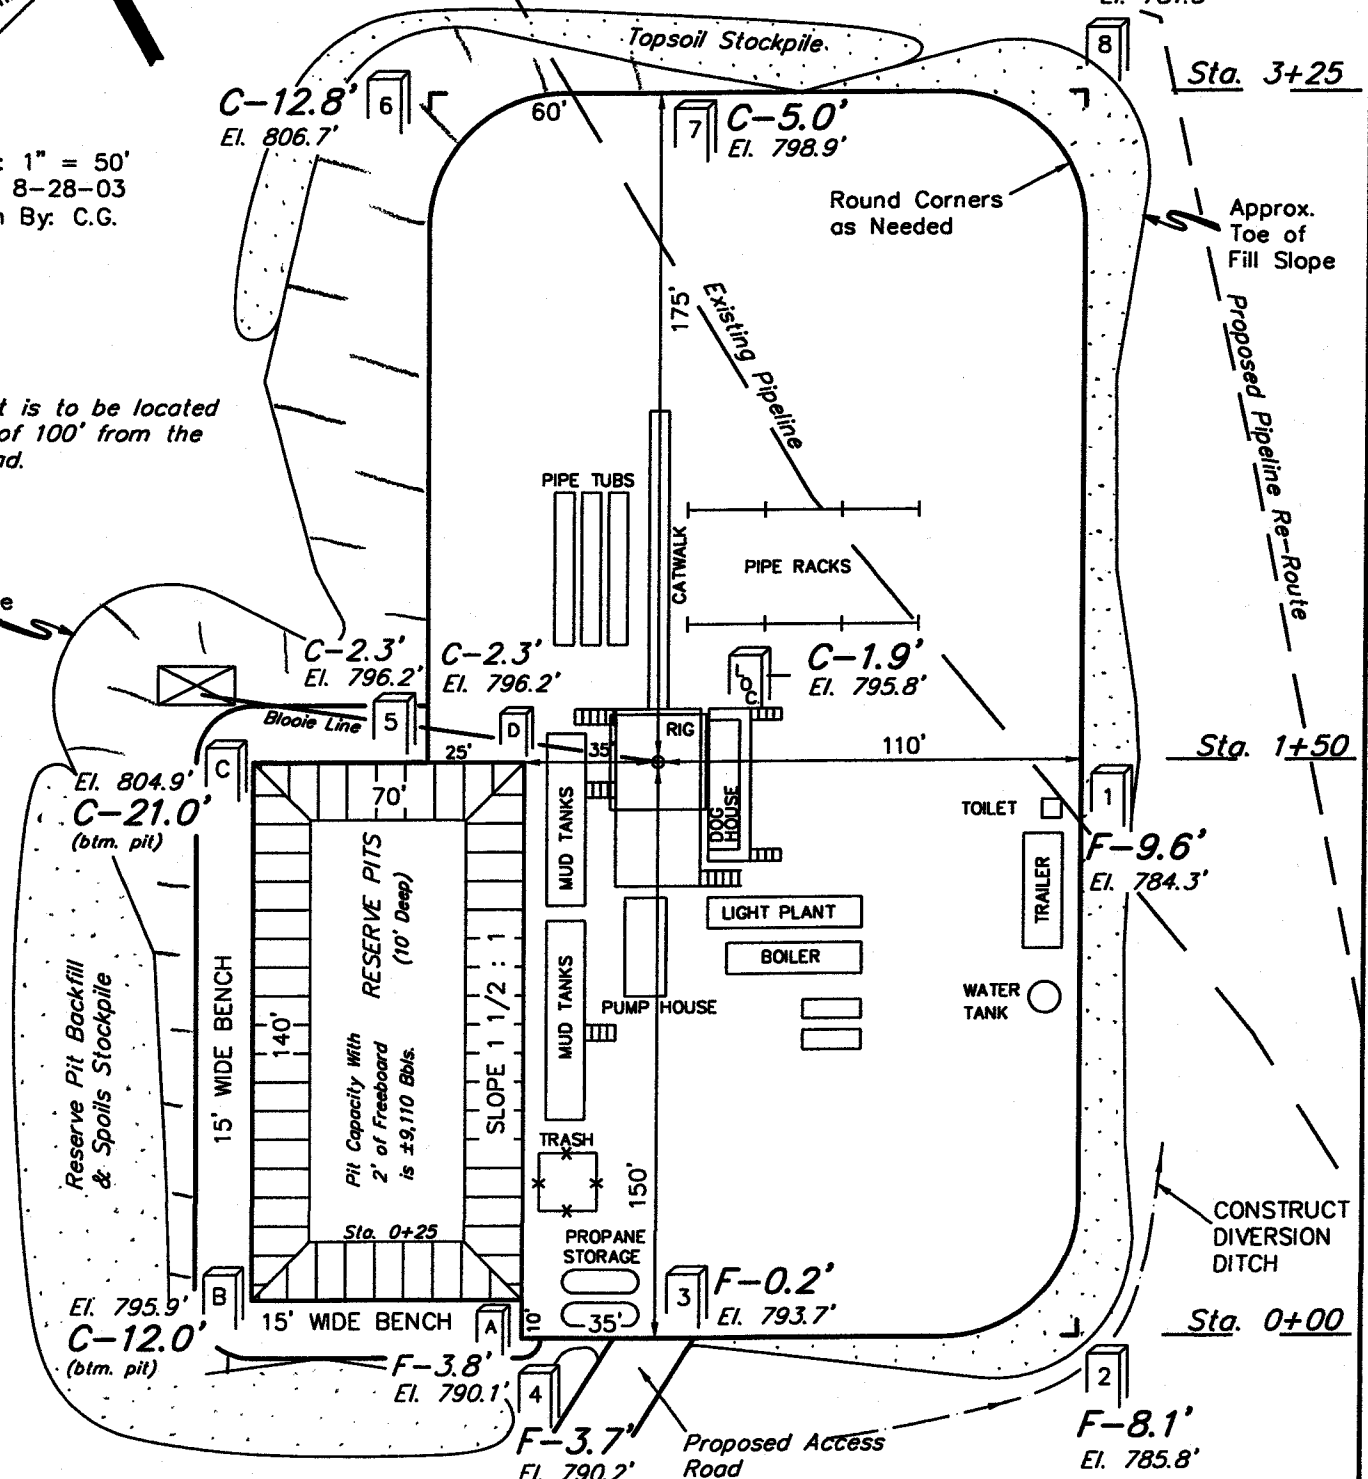 Topsoil Stockpile.
8
Sta. 3+25
C-12.8'
El. 806.7'
6
60'
7
C-5.0'
El. 798.9'
: 1" = 50'
8-28-03
By: C.G.
Round Corners
as Needed
Approx.
Toe of
Fill Slope
175'
Existing Pipeline
Proposed Pipeline Re-Route
t is to be located
of 100' from the
ad.
PIPE TUBS
CATWALK
PIPE RACKS
e
C-2.3'
El. 796.2'
C-2.3'
El. 796.2'
LOC.
C-1.9'
El. 795.8'
Blooie Line
5
D
RIG
25'
35'
110'
Sta. 1+50
C
El. 804.9'
C-21.0'
(btm. pit)
70'
MUD TANKS
DOG
HOUSE
TOILET
1
F-9.6'
El. 784.3'
TRAILER
RESERVE PITS
(10' Deep)
LIGHT PLANT
BOILER
Reserve Pit Backfill
& Spoils Stockpile
15' WIDE BENCH
140'
Pit Capacity With
2' of Freeboard
is ±9,110 Bbls.
SLOPE 1 1/2 : 1
MUD TANKS
PUMP HOUSE
WATER
TANK
TRASH
150'
Sta. 0+25
PROPANE
STORAGE
CONSTRUCT
DIVERSION
DITCH
B
El. 795.9'
C-12.0'
(btm. pit)
15' WIDE BENCH
A
10'
35'
3
F-0.2'
El. 793.7'
Sta. 0+00
F-3.8'
El. 790.1'
4
2
F-3.7'
El. 790.2'
Proposed Access
Road
F-8.1'
El. 785.8'